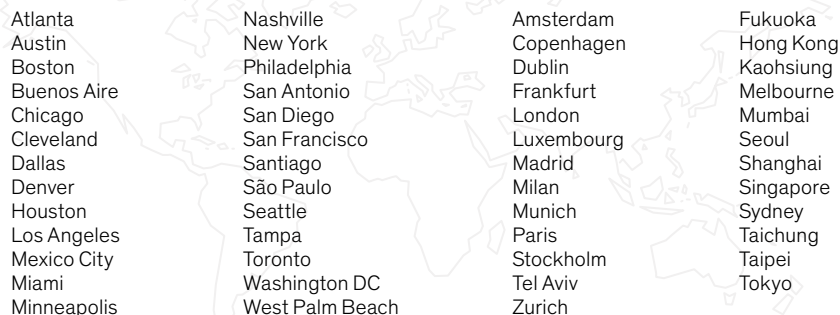 Atlanta
Austin
Boston
Buenos Aire
Chicago
Cleveland
Dallas
Denver
Houston
Los Angeles
Mexico City
Miami
Minneapolis
Nashville
New York
Philadelphia
San Antonio
San Diego
San Francisco
Santiago
São Paulo
Seattle
Tampa
Toronto
Washington DC
West Palm Beach
Amsterdam
Copenhagen
Dublin
Frankfurt
London
Luxembourg
Madrid
Milan
Munich
Paris
Stockholm
Tel Aviv
Zurich
Fukuoka
Hong Kong
Kaohsiung
Melbourne
Mumbai
Seoul
Shanghai
Singapore
Sydney
Taichung
Taipei
Tokyo